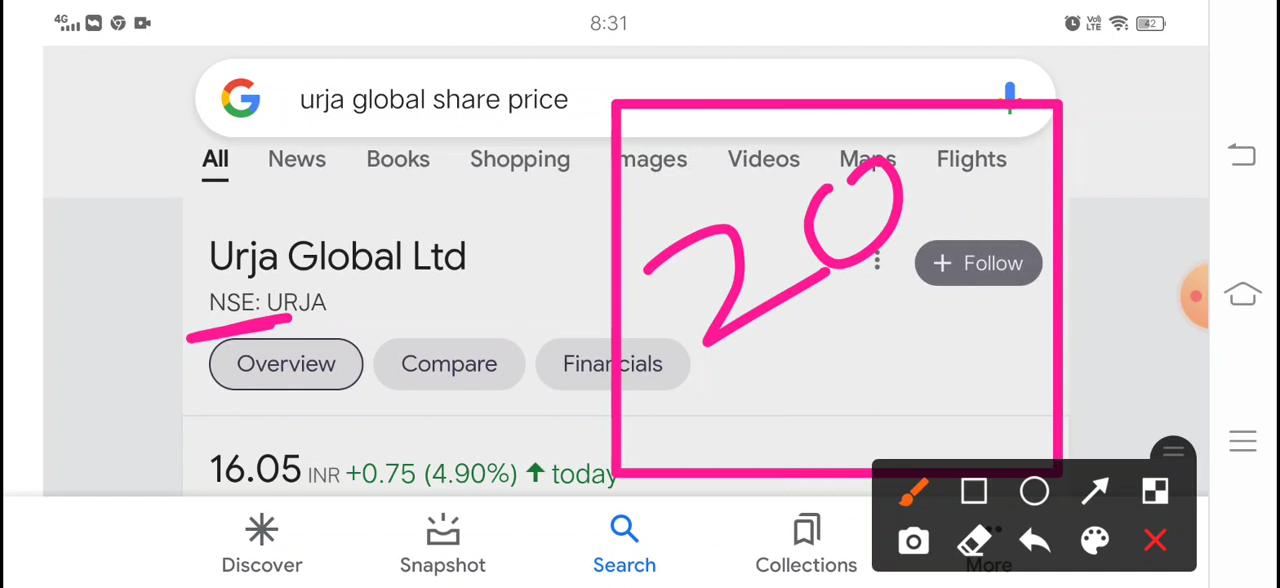 4G 8:31 Vol LTE 42
urja global share price
All News Books Shopping Images Videos Maps Flights
20
Urja Global Ltd
+ Follow
NSE: URJA
Overview Compare Financials
16.05 INR +0.75 (4.90%) ↑ today
Discover Snapshot Search Collections More